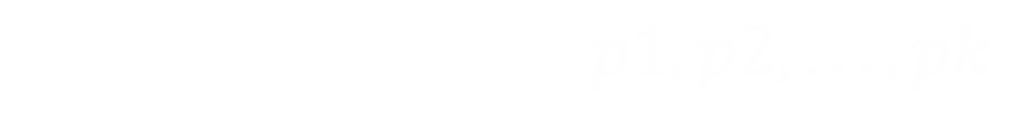 p1, p2, ..., pk